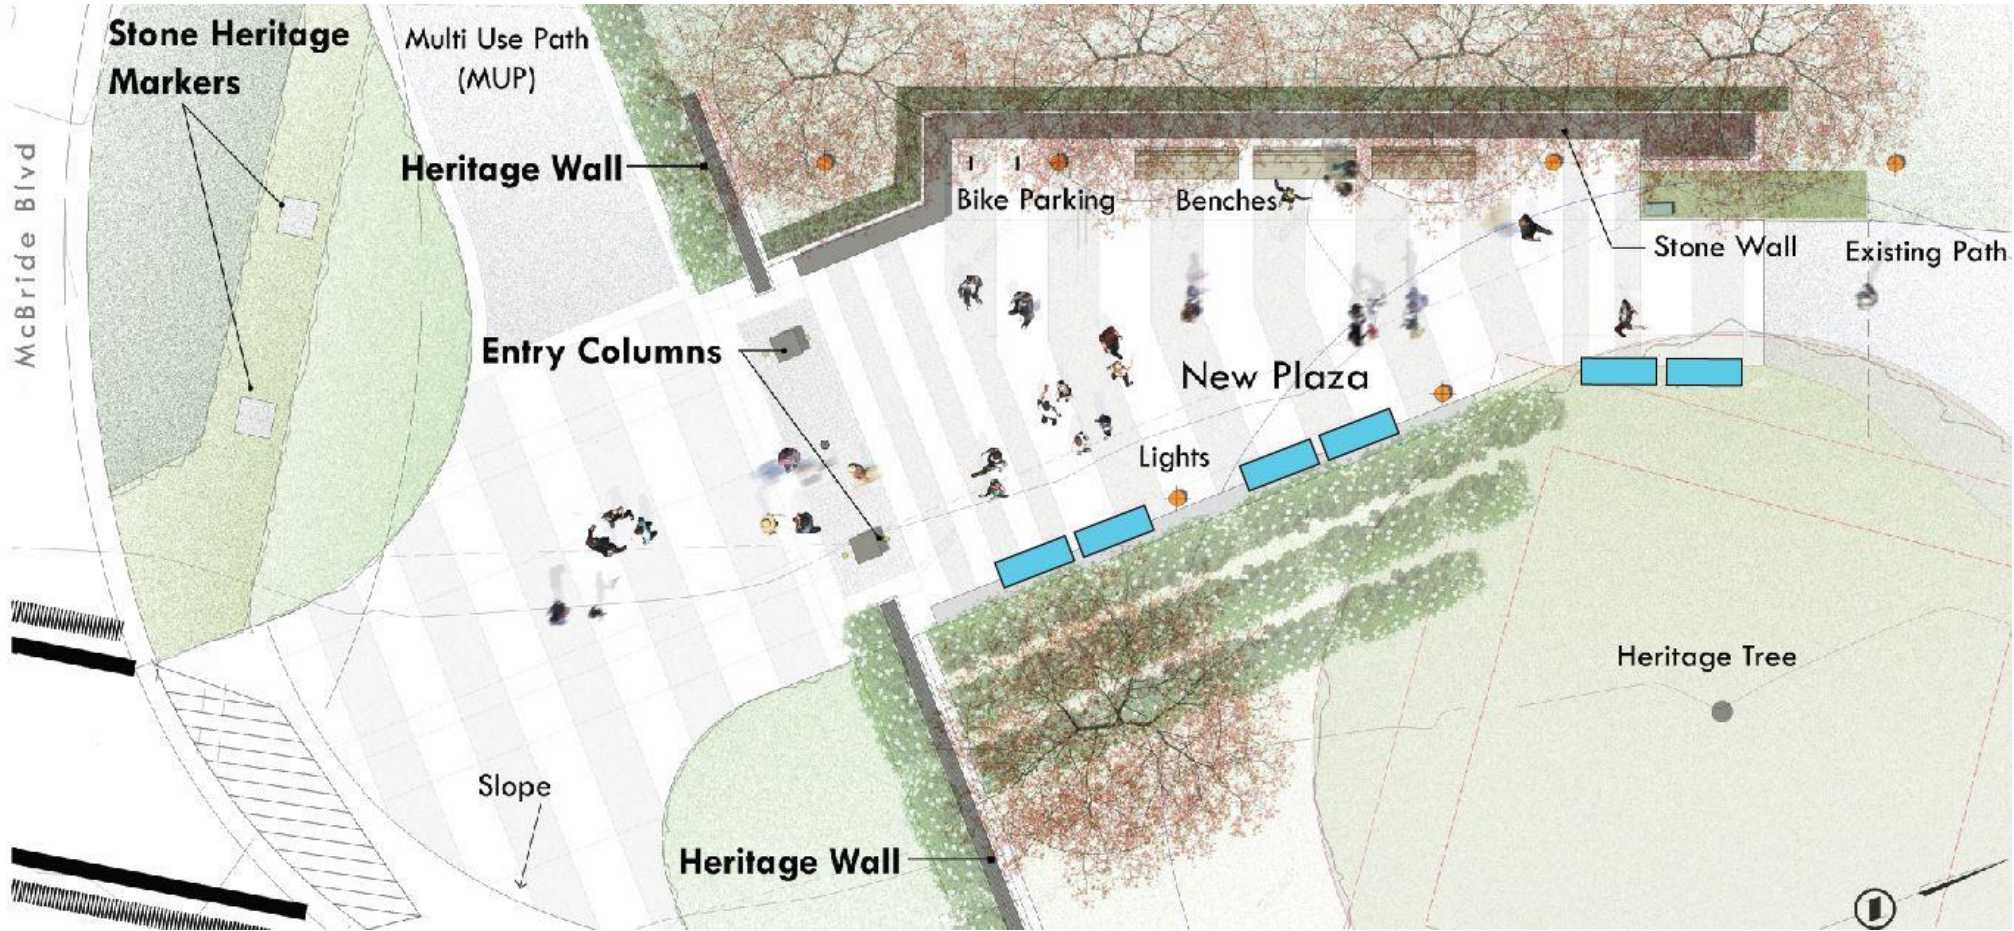 Stone Heritage
Markers
Multi Use Path
(MUP)
McBride Blvd
Heritage Wall
Bike Parking
Benches
Stone Wall
Existing Path
Entry Columns
New Plaza
Lights
Heritage Tree
Slope
Heritage Wall